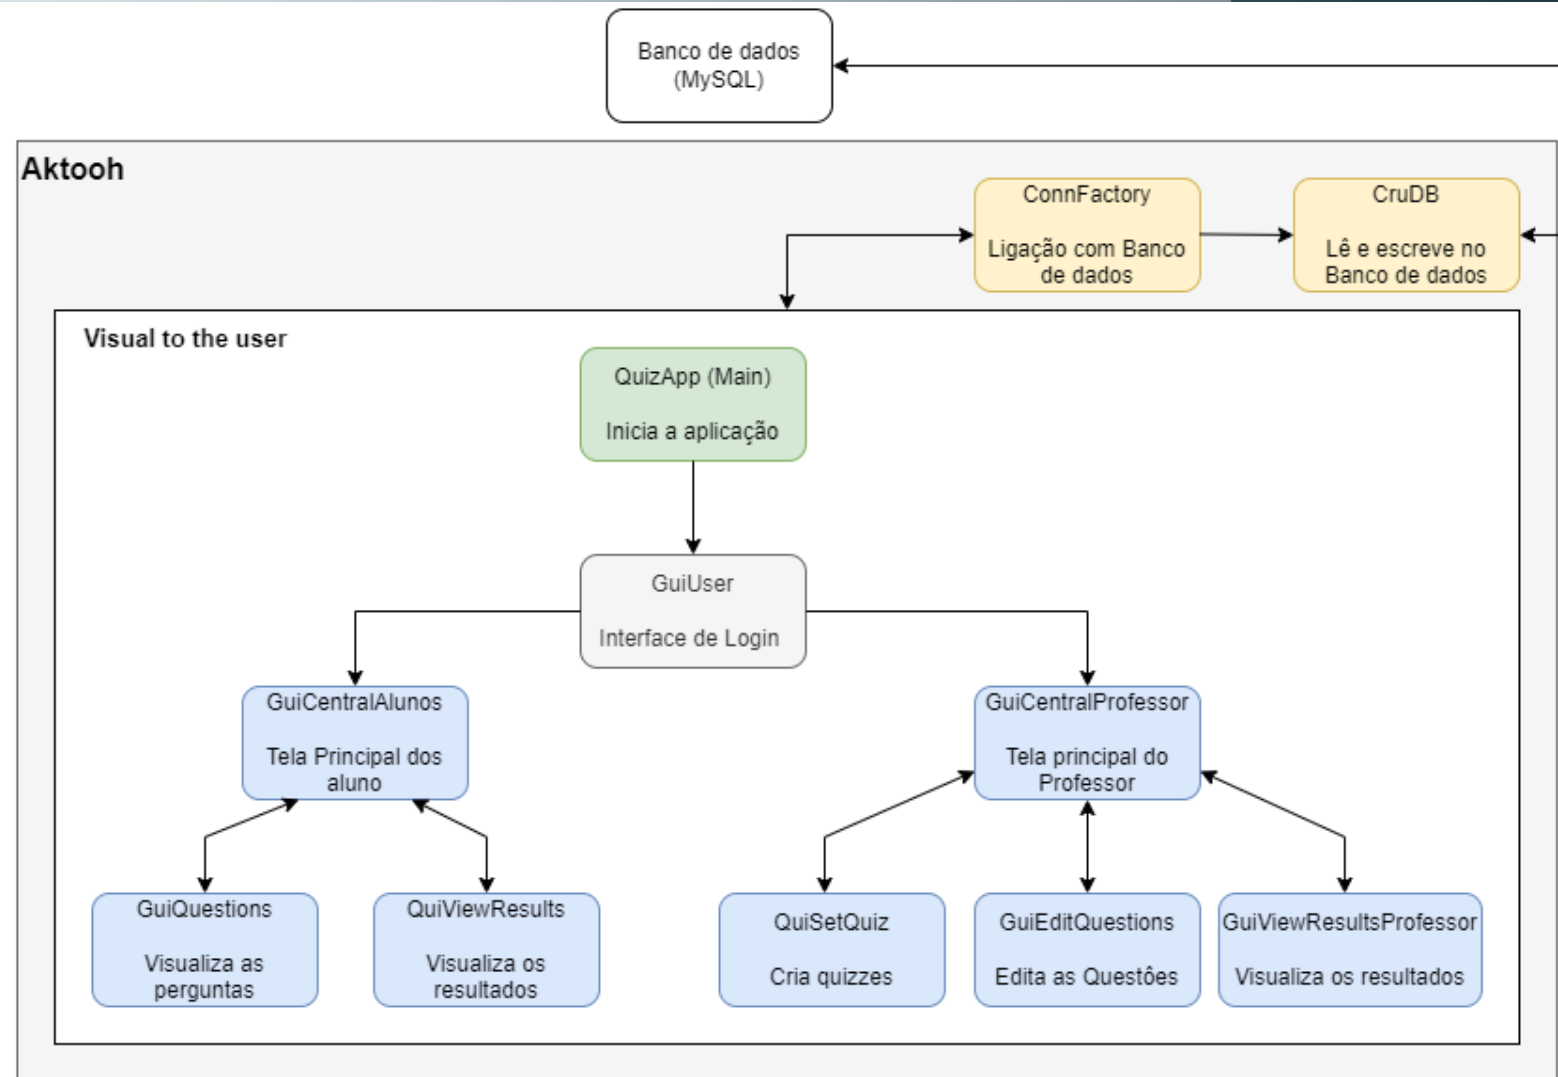 Banco de dados
(MySQL)
Aktooh
ConnFactory
Ligação com Banco
de dados
CruDB
Lê e escreve no
Banco de dados
Visual to the user
QuizApp (Main)
Inicia a aplicação
GuiUser
Interface de Login
GuiCentralAlunos
Tela Principal dos
aluno
GuiCentralProfessor
Tela principal do
Professor
GuiQuestions
Visualiza as
perguntas
QuiViewResults
Visualiza os
resultados
QuiSetQuiz
Cria quizzes
GuiEditQuestions
Edita as Questões
GuiViewResultsProfessor
Visualiza os resultados